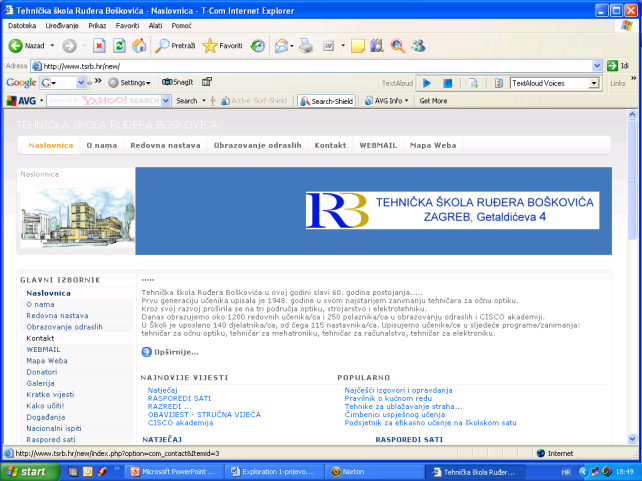 Tehnička škola Ruđera Boškovića - Naslovnica - T-Com Internet Explorer
Datoteka Uređivanje Prikaz Favoriti Alati Pomoć
Nazad Pretraži Favoriti
Adresa http://www.tsrb.hr/new/ Idi
Google G Settings SnagIt TextAloud TextAloud Voices Links
AVG YAHOO! SEARCH Search Active Surf-Shield Search-Shield AVG Info Get More
TEHNIČKA ŠKOLA RUĐERA BOŠKOVIĆA
Naslovnica O nama Redovna nastava Obrazovanje odraslih Kontakt WEBMAIL Mapa Weba
Naslovnica
RB TEHNIČKA ŠKOLA RUĐERA BOŠKOVIĆA
ZAGREB, Getaldićeva 4
GLAVNI IZBORNIK
Naslovnica
O nama
Redovna nastava
Obrazovanje odraslih
Kontakt
WEBMAIL
Mapa Weba
Donatori
Galerija
Kratke vijesti
Kako učiti!
Događanja
Nacionalni ispiti
Raspored sati
.....
Tehnička škola Ruđera Boškovića u ovoj godini slavi 60. godina postojanja.....
Prvu generaciju učenika upisala je 1948. godine u svom najstarijem zanimanju tehničara za očnu optiku.
Kroz svoj razvoj proširila se na tri područja optiku, strojarstvo i elektrotehniku.
Danas obrazujemo oko 1200 redovnih učenika/ca i 250 polaznika/ca u obrazovanju odraslih i CISCO akademiji.
U Školi je uposleno 140 djelatnika/ca, od čega 115 nastavnika/ca. Upisujemo učenike/ce u sljedeće programe/zanimanja:
tehničar za očnu optiku, tehničar za mehatroniku, tehničar za računalstvo, tehničar za elektroniku.
Opširnije...
NAJNOVIJE VIJESTI
Natječaj
RASPOREDI SATI
RAZREDI ...
OBAVIJEST - STRUČNA VIJEĆA
CISCO akademija
POPULARNO
Najčešći izgovori i opravdanja
Pravilnik o kućnom redu
Tehnike za ublažavanje straha...
Čimbenici uspješnog učenja
Podsjetnik za efikasno učenje na školskom satu
NATJEČAJ RASPOREDI SATI
http://www.tsrb.hr/new/index.php?option=com_contact&Itemid=3 Internet
start Microsoft PowerPoint ... Exploration 1-prijevo... Norton Tehnička škola Ruđer... HR 18:49